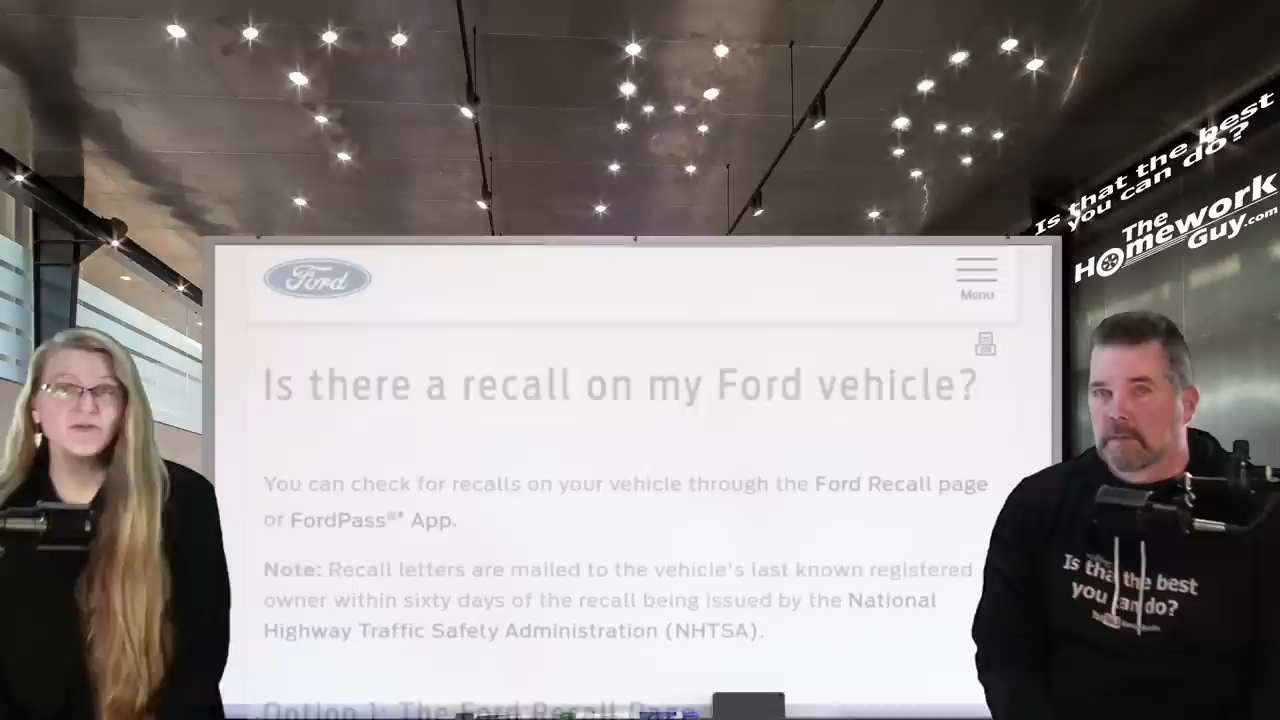 Is that the best
you can do?
The
Homework
Guy.com
Ford
Menu
Is there a recall on my Ford vehicle?
You can check for recalls on your vehicle through the Ford Recall page
or FordPass®* App.
Note: Recall letters are mailed to the vehicle's last known registered
owner within sixty days of the recall being issued by the National
Highway Traffic Safety Administration (NHTSA).
Option 1: The Ford Recall Page
Is that the best
you can do?